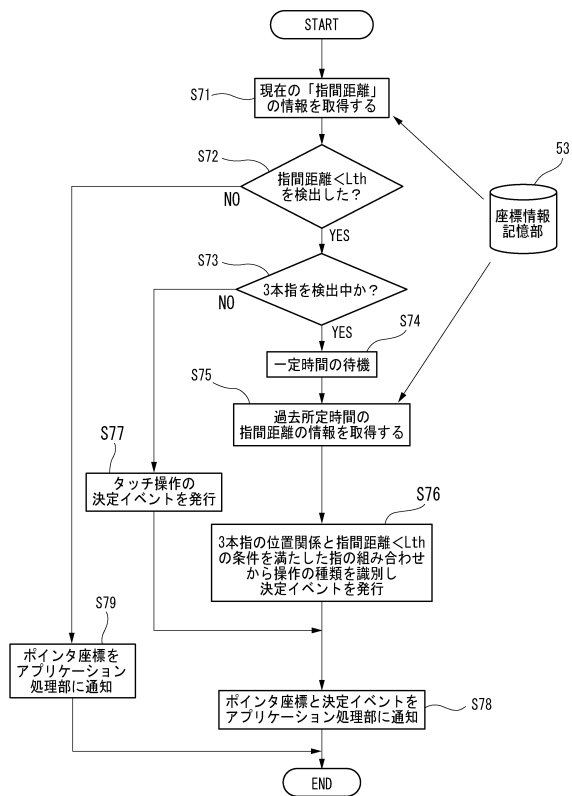 START
S71
現在の「指間距離」
の情報を取得する
S72
指間距離<Lth
を検出した?
NO
YES
53
座標情報
記憶部
S73
3本指を検出中か?
NO
YES
S74
一定時間の待機
S75
過去所定時間の
指間距離の情報を取得する
S77
タッチ操作の
決定イベントを発行
S76
3本指の位置関係と指間距離<Lth
の条件を満たした指の組み合わせ
から操作の種類を識別し
決定イベントを発行
S79
ポインタ座標を
アプリケーション
処理部に通知
ポインタ座標と決定イベントを
アプリケーション処理部に通知
S78
END